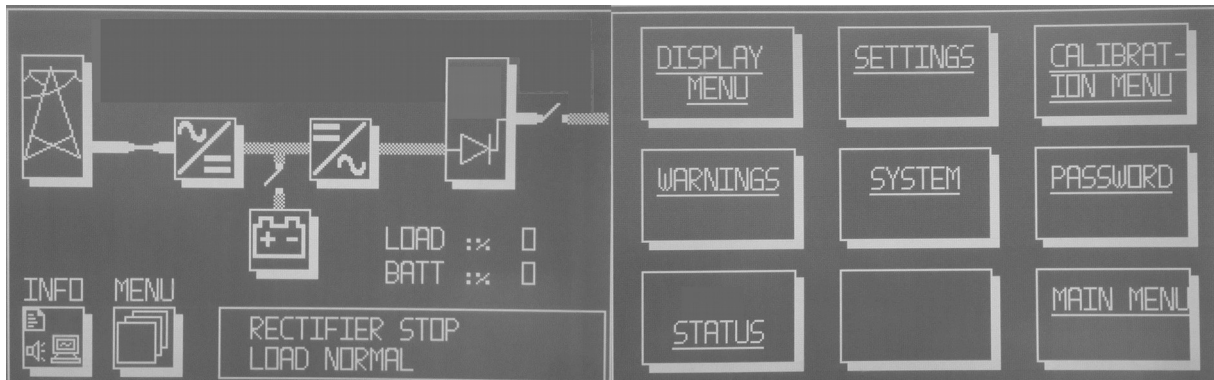 LOAD :% 0
BATT :% 0
INFO MENU
RECTIFIER STOP
LOAD NORMAL
DISPLAY
MENU
SETTINGS
CALIBRAT-
ION MENU
WARNINGS
SYSTEM
PASSWORD
STATUS
MAIN MENU